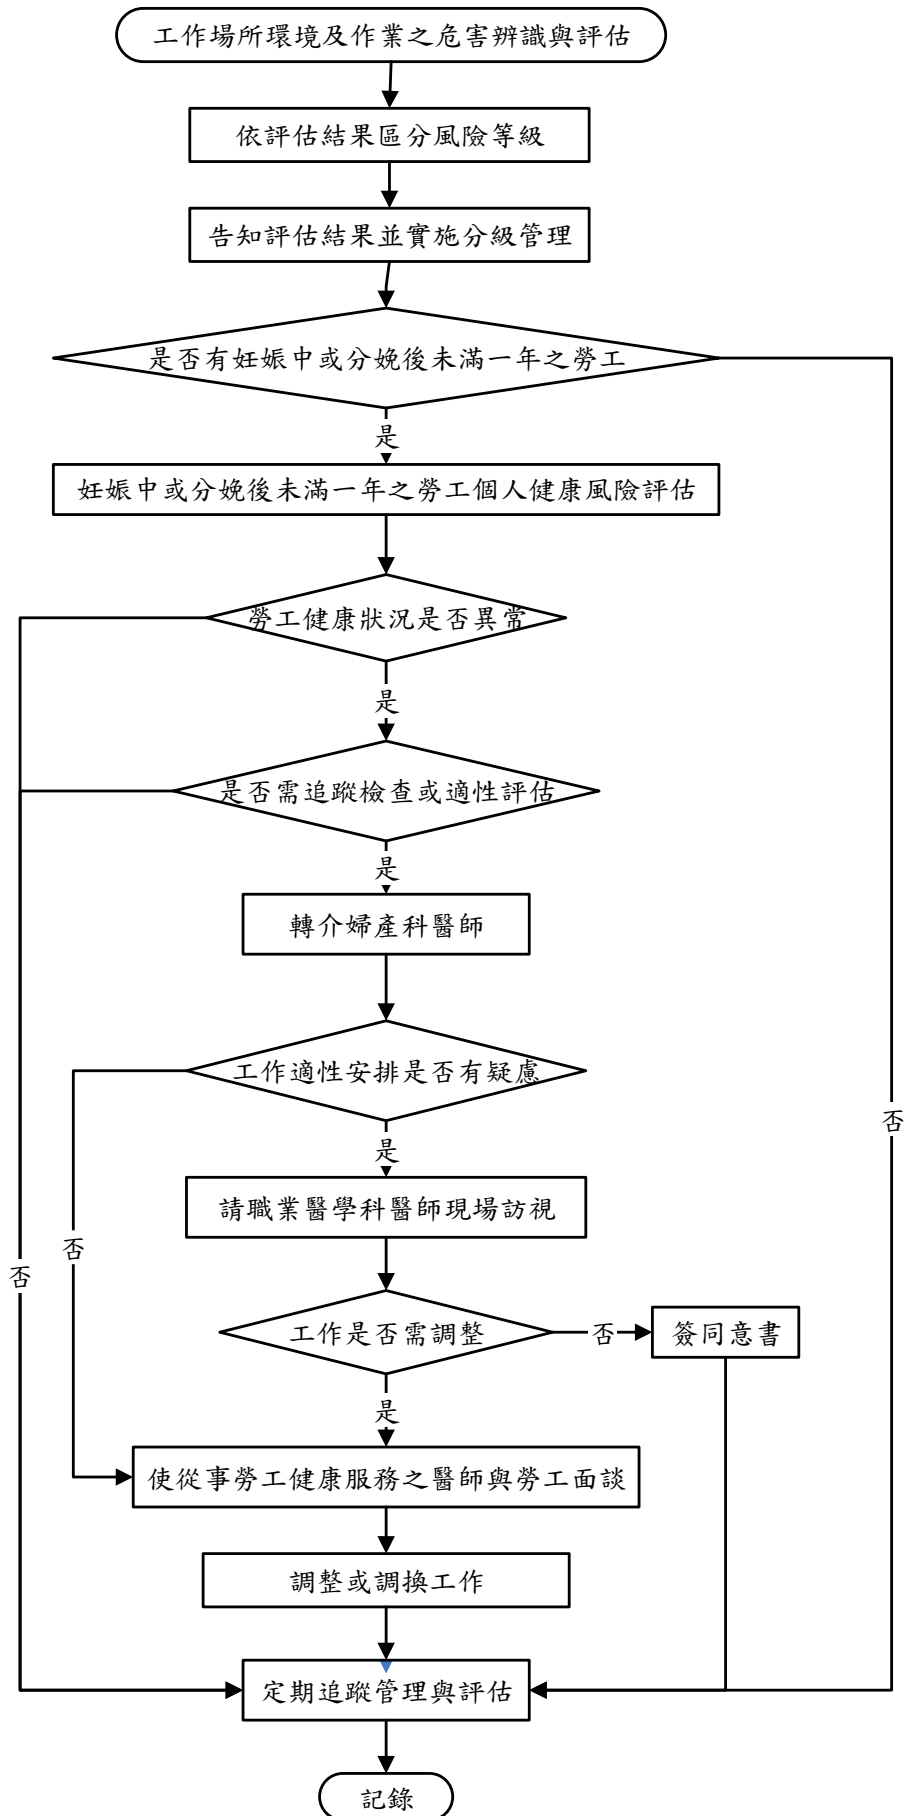 工作場所環境及作業之危害辨識與評估
依評估結果區分風險等級
告知評估結果並實施分級管理
是否有妊娠中或分娩後未滿一年之勞工
是
妊娠中或分娩後未滿一年之勞工個人健康風險評估
勞工健康狀況是否異常
是
是否需追蹤檢查或適性評估
是
轉介婦產科醫師
工作適性安排是否有疑慮
否
是
請職業醫學科醫師現場訪視
否
否
工作是否需調整
否
簽同意書
是
使從事勞工健康服務之醫師與勞工面談
調整或調換工作
定期追蹤管理與評估
記錄